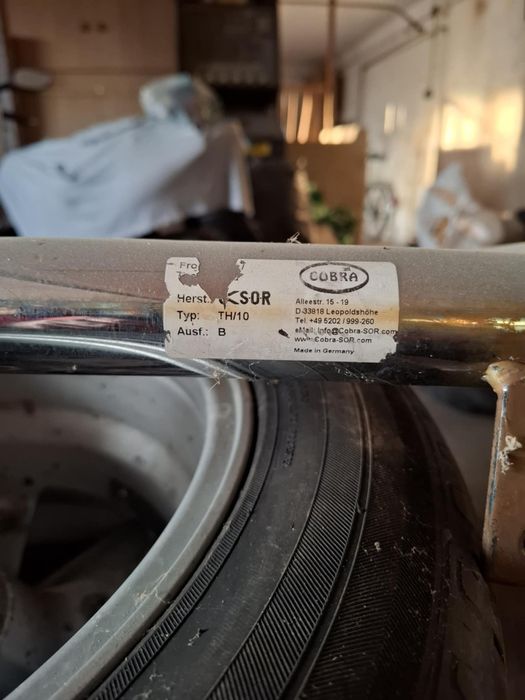 Fro
Herst. SOR
Typ: TH/10
Ausf.: B
COBRA
Alleestr. 15 - 19
D-33818 Leopoldshöhe
Tel. +49 5202 / 999-260
eMail: info@Cobra-SOR.com
www.Cobra-SOR.com
Made in Germany